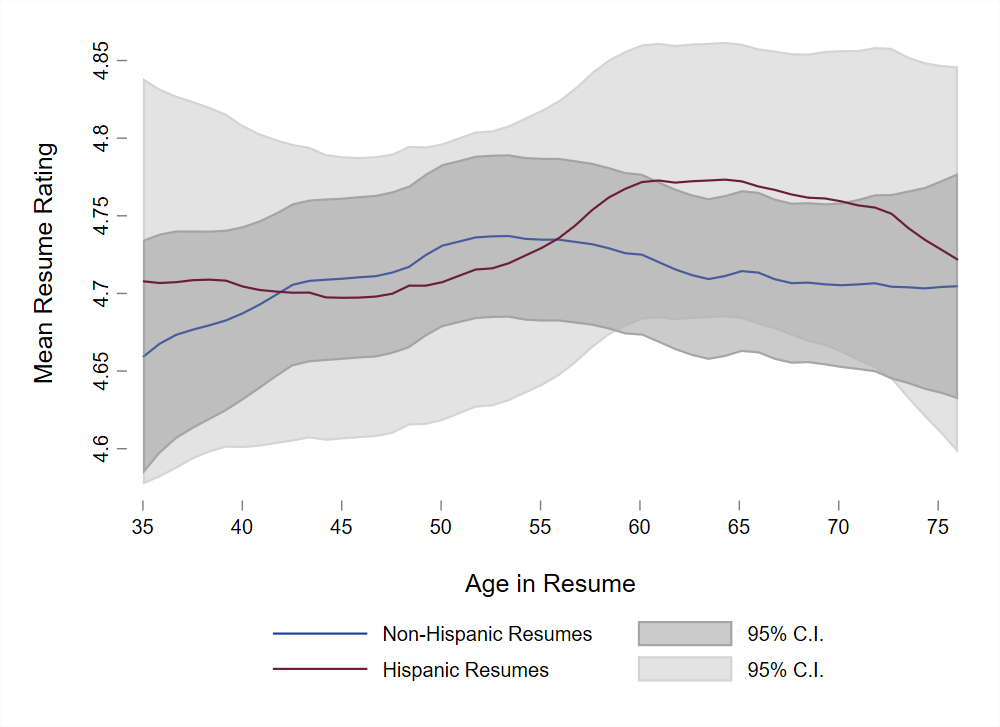 4.85
4.8
4.75
4.7
4.65
4.6
Mean Resume Rating
35 40 45 50 55 60 65 70 75
Age in Resume
Non-Hispanic Resumes 95% C.I.
Hispanic Resumes 95% C.I.